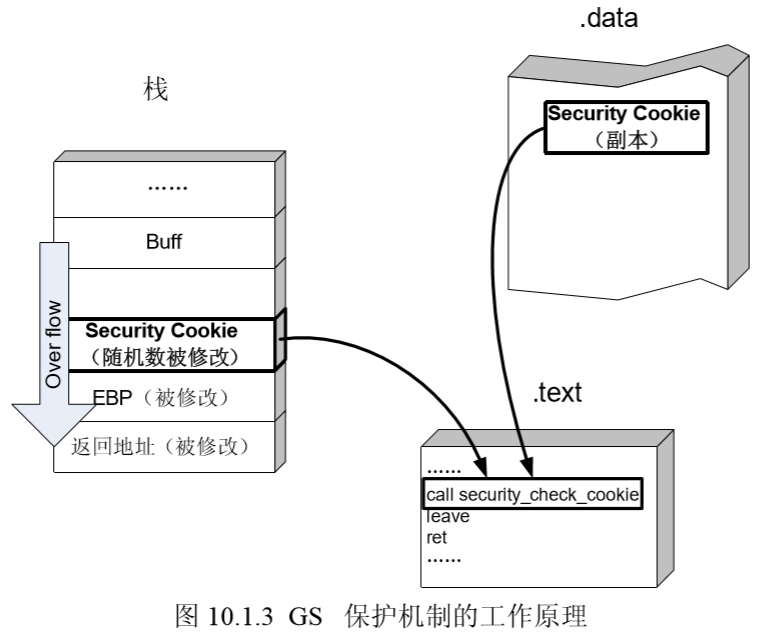 .data
栈
Security Cookie
（副本）
……
Buff
Over flow
Security Cookie
（随机数被修改）
EBP（被修改）
返回地址（被修改）
.text
……
call security_check_cookie
leave
ret
……
图 10.1.3 GS 保护机制的工作原理